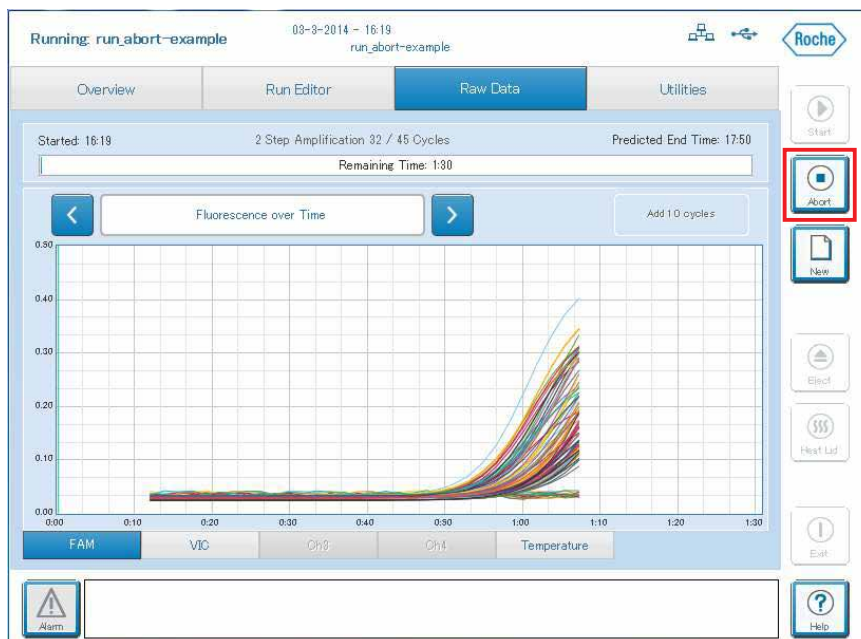 Running: run_abort-example
03-3-2014 - 16:19
run_abort-example
Roche
Overview
Run Editor
Raw Data
Utilities
Start
Started: 16:19
2 Step Amplification 32 / 45 Cycles
Predicted End Time: 17:50
Remaining Time: 1:30
Abort
Fluorescence over Time
Add 10 cycles
New
0.50
0.40
0.30
0.20
0.10
0.00
0:00 0:10 0:20 0:30 0:40 0:50 1:00 1:10 1:20 1:30
Eject
Heat Lid
FAM
VIC
Ch3
Ch4
Temperature
Exit
Alarm
Help